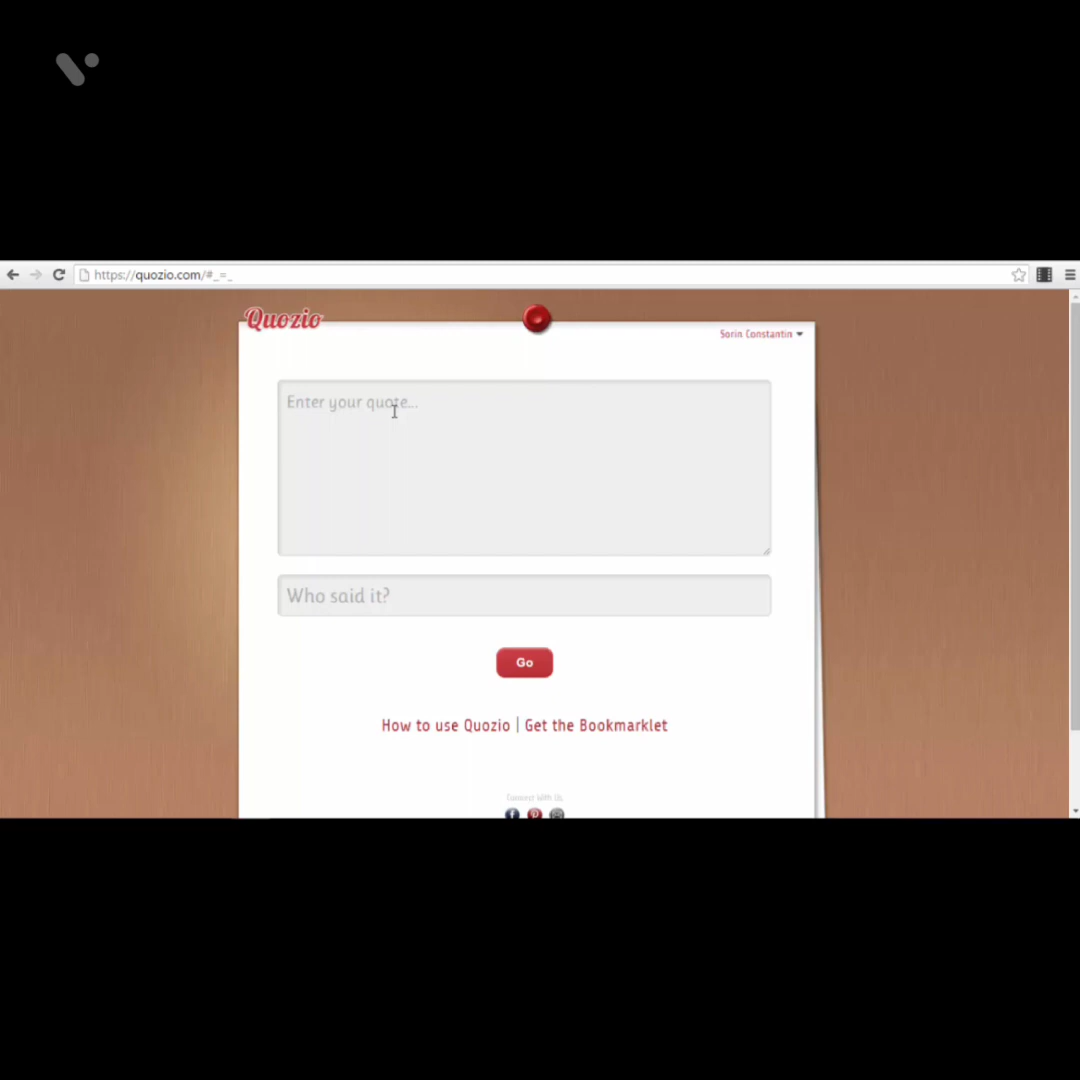 https://quozio.com/#_=_
Quozio
Sorin Constantin
Enter your quote...
Who said it?
Go
How to use Quozio | Get the Bookmarklet
Connect With Us